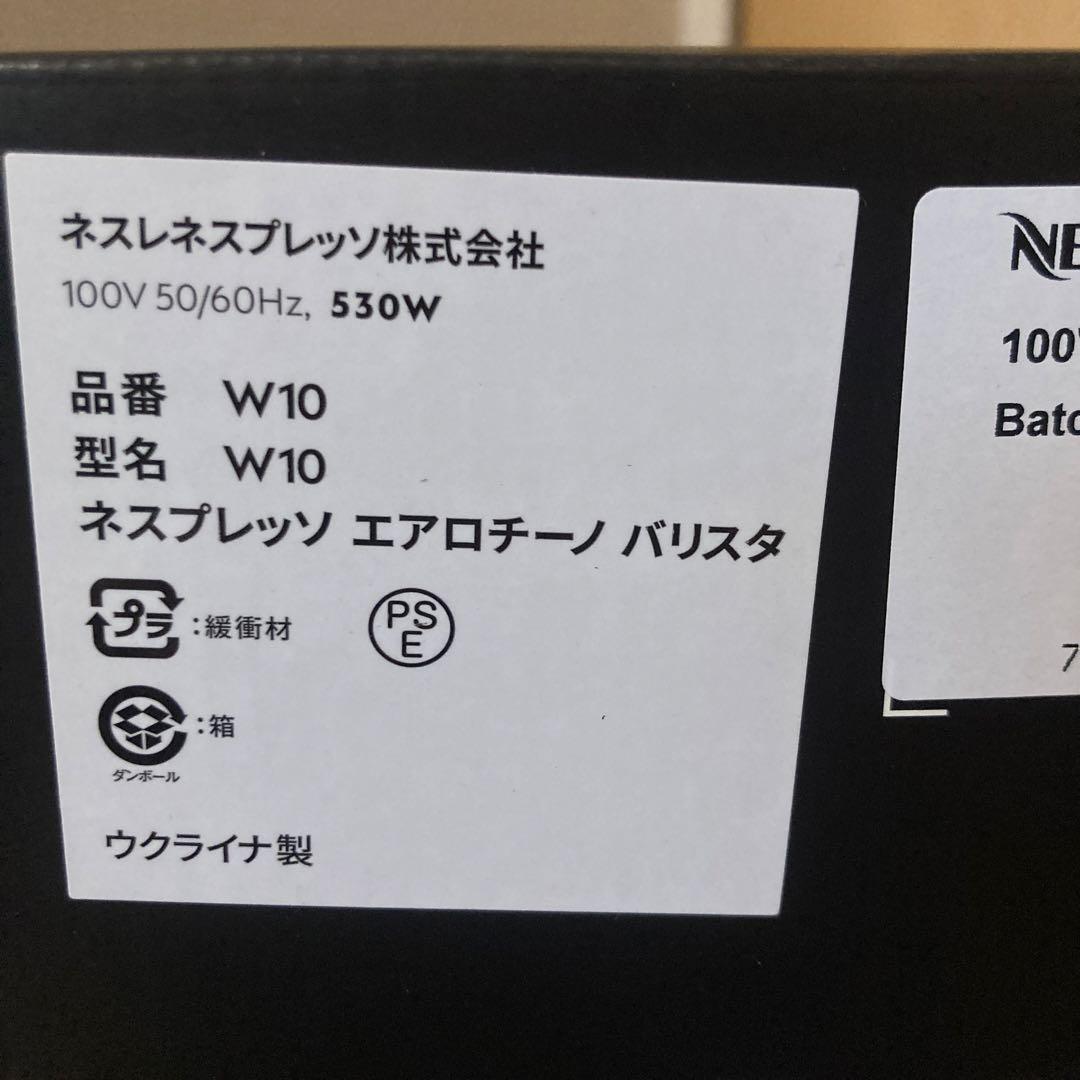 ネスレネスプレッソ株式会社
100V 50/60Hz, 530W
品番 W10
型名 W10
ネスプレッソ エアロチーノ バリスタ
プラ :緩衝材
PS
E
:箱
ダンボール
ウクライナ製
NE
100
Batc
7